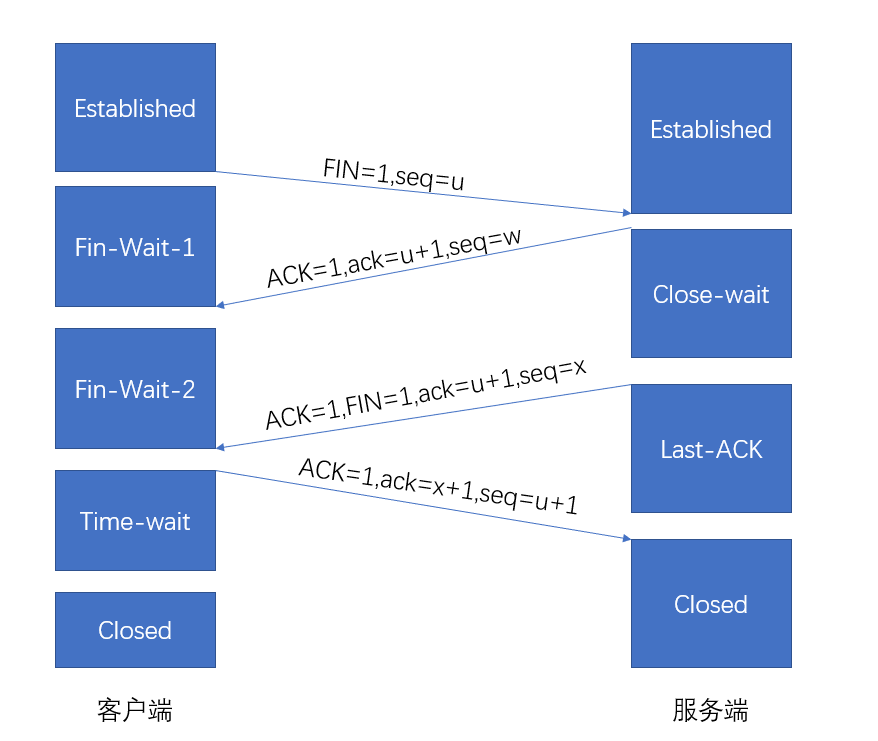 Established
Established
FIN=1,seq=u
Fin-Wait-1
ACK=1,ack=u+1,seq=w
Close-wait
Fin-Wait-2
ACK=1,FIN=1,ack=u+1,seq=x
Last-ACK
ACK=1,ack=x+1,seq=u+1
Time-wait
Closed
Closed
客户端
服务端